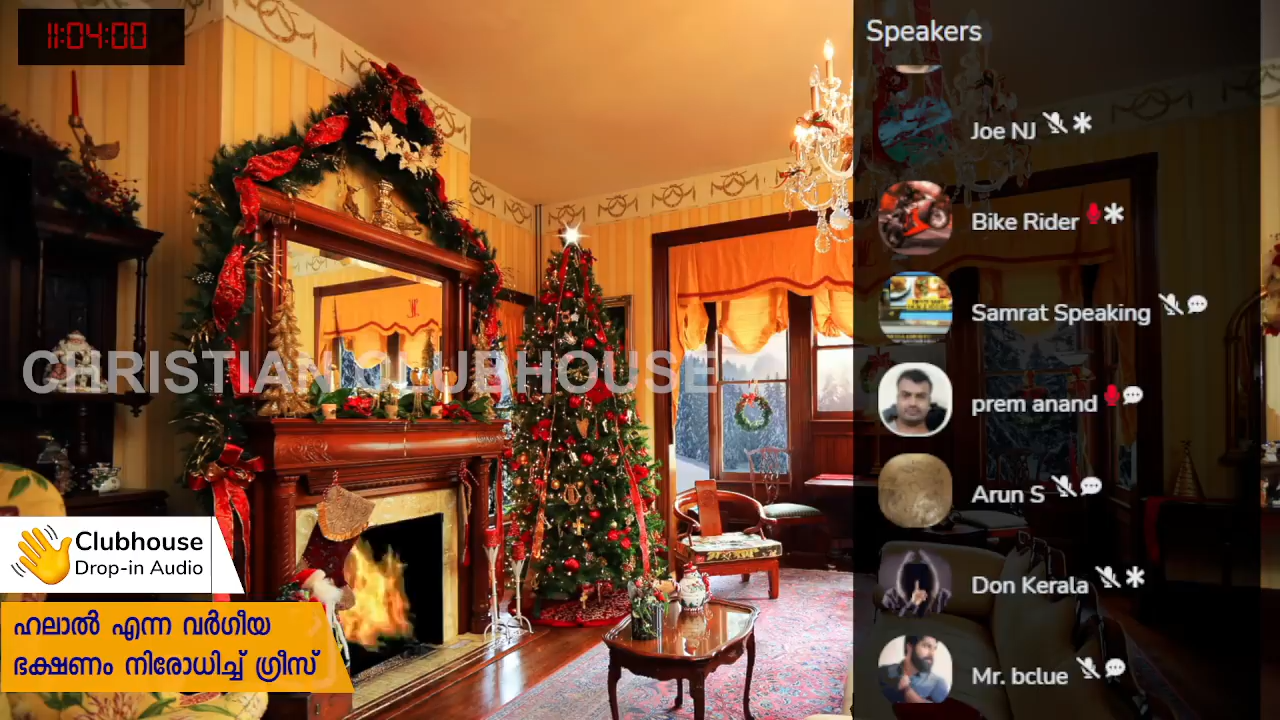 11:04:00
Speakers
Joe NJ
Bike Rider
Samrat Speaking
prem anand
Arun S
Don Kerala
Mr. bclue
CHRISTIAN CLUBHOUSE
Clubhouse
Drop-in Audio
ഹലാൽ എന്ന വർഗീയ
ഭക്ഷണം നിരോധിച്ച് ഗ്രീസ്